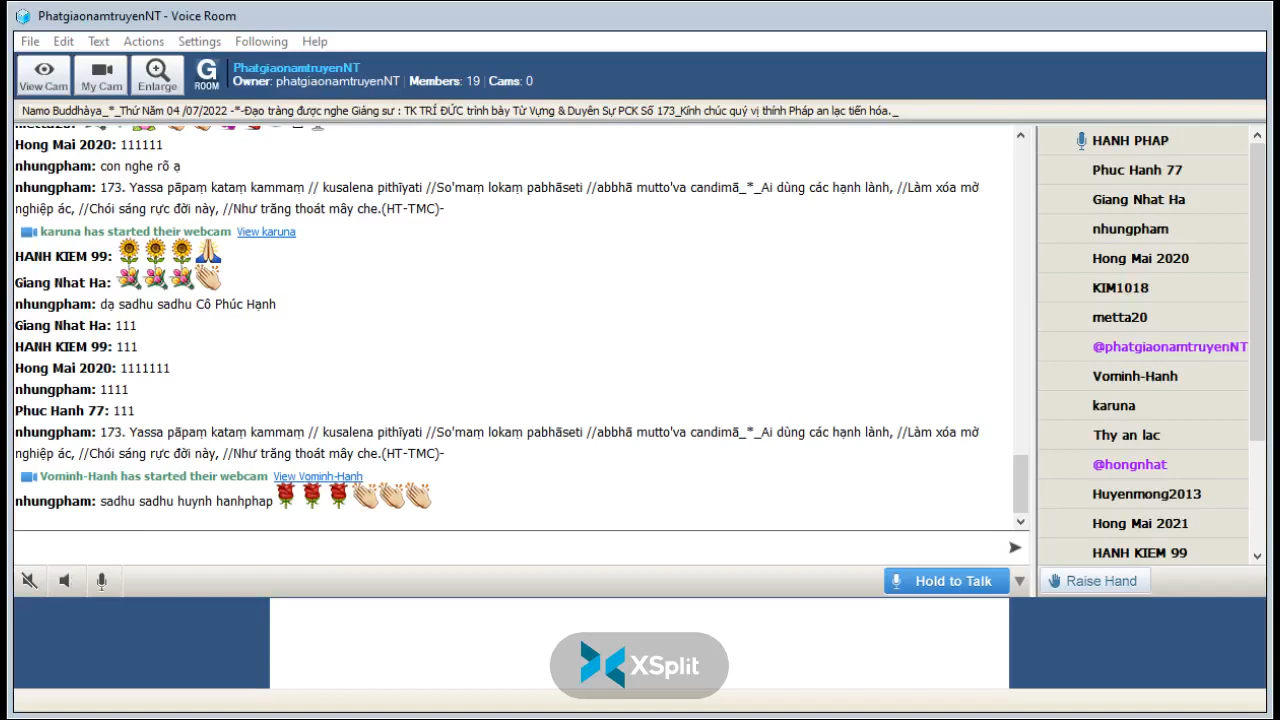 PhatgiaonamtruyenNT - Voice Room
File Edit Text Actions Settings Following Help
View Cam My Cam Enlarge G ROOM
PhatgiaonamtruyenNT
Owner: phatgiaonamtruyenNT | Members: 19 | Cams: 0
Namo Buddhàya_*_Thứ Năm 04 /07/2022 -*-Đạo tràng được nghe Giảng sư : TK TRÍ ĐỨC trình bày Từ Vựng & Duyên Sự PCK Số 173_Kính chúc quý vị thính Pháp an lạc tiến hóa._
metta20:
Hong Mai 2020: 111111
nhungpham: con nghe rõ ạ
nhungpham: 173. Yassa pāpaṃ kataṃ kammaṃ // kusalena pithīyati //So'maṃ lokaṃ pabhāseti //abbhā mutto'va candimā_*_Ai dùng các hạnh lành, //Làm xóa mờ
nghiệp ác, //Chói sáng rực đời này, //Như trăng thoát mây che.(HT-TMC)-
karuna has started their webcam View karuna
HANH KIEM 99:
Giang Nhat Ha:
nhungpham: dạ sadhu sadhu Cô Phúc Hạnh
Giang Nhat Ha: 111
HANH KIEM 99: 111
Hong Mai 2020: 1111111
nhungpham: 1111
Phuc Hanh 77: 111
nhungpham: 173. Yassa pāpaṃ kataṃ kammaṃ // kusalena pithīyati //So'maṃ lokaṃ pabhāseti //abbhā mutto'va candimā_*_Ai dùng các hạnh lành, //Làm xóa mờ
nghiệp ác, //Chói sáng rực đời này, //Như trăng thoát mây che.(HT-TMC)-
Vominh-Hanh has started their webcam View Vominh-Hanh
nhungpham: sadhu sadhu huynh hanhphap
Hold to Talk
HANH PHAP
Phuc Hanh 77
Giang Nhat Ha
nhungpham
Hong Mai 2020
KIM1018
metta20
@phatgiaonamtruyenNT
Vominh-Hanh
karuna
Thy an lac
@hongnhat
Huyenmong2013
Hong Mai 2021
HANH KIEM 99
Raise Hand
XSplit